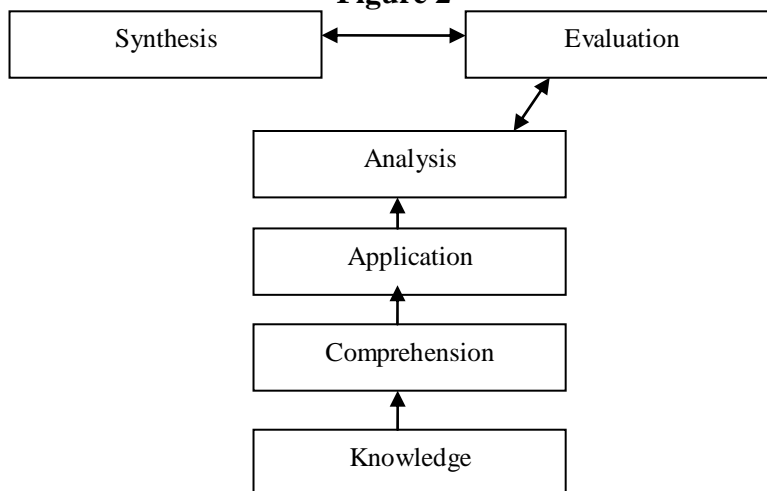 Figure 2
Synthesis
Evaluation
Analysis
Application
Comprehension
Knowledge